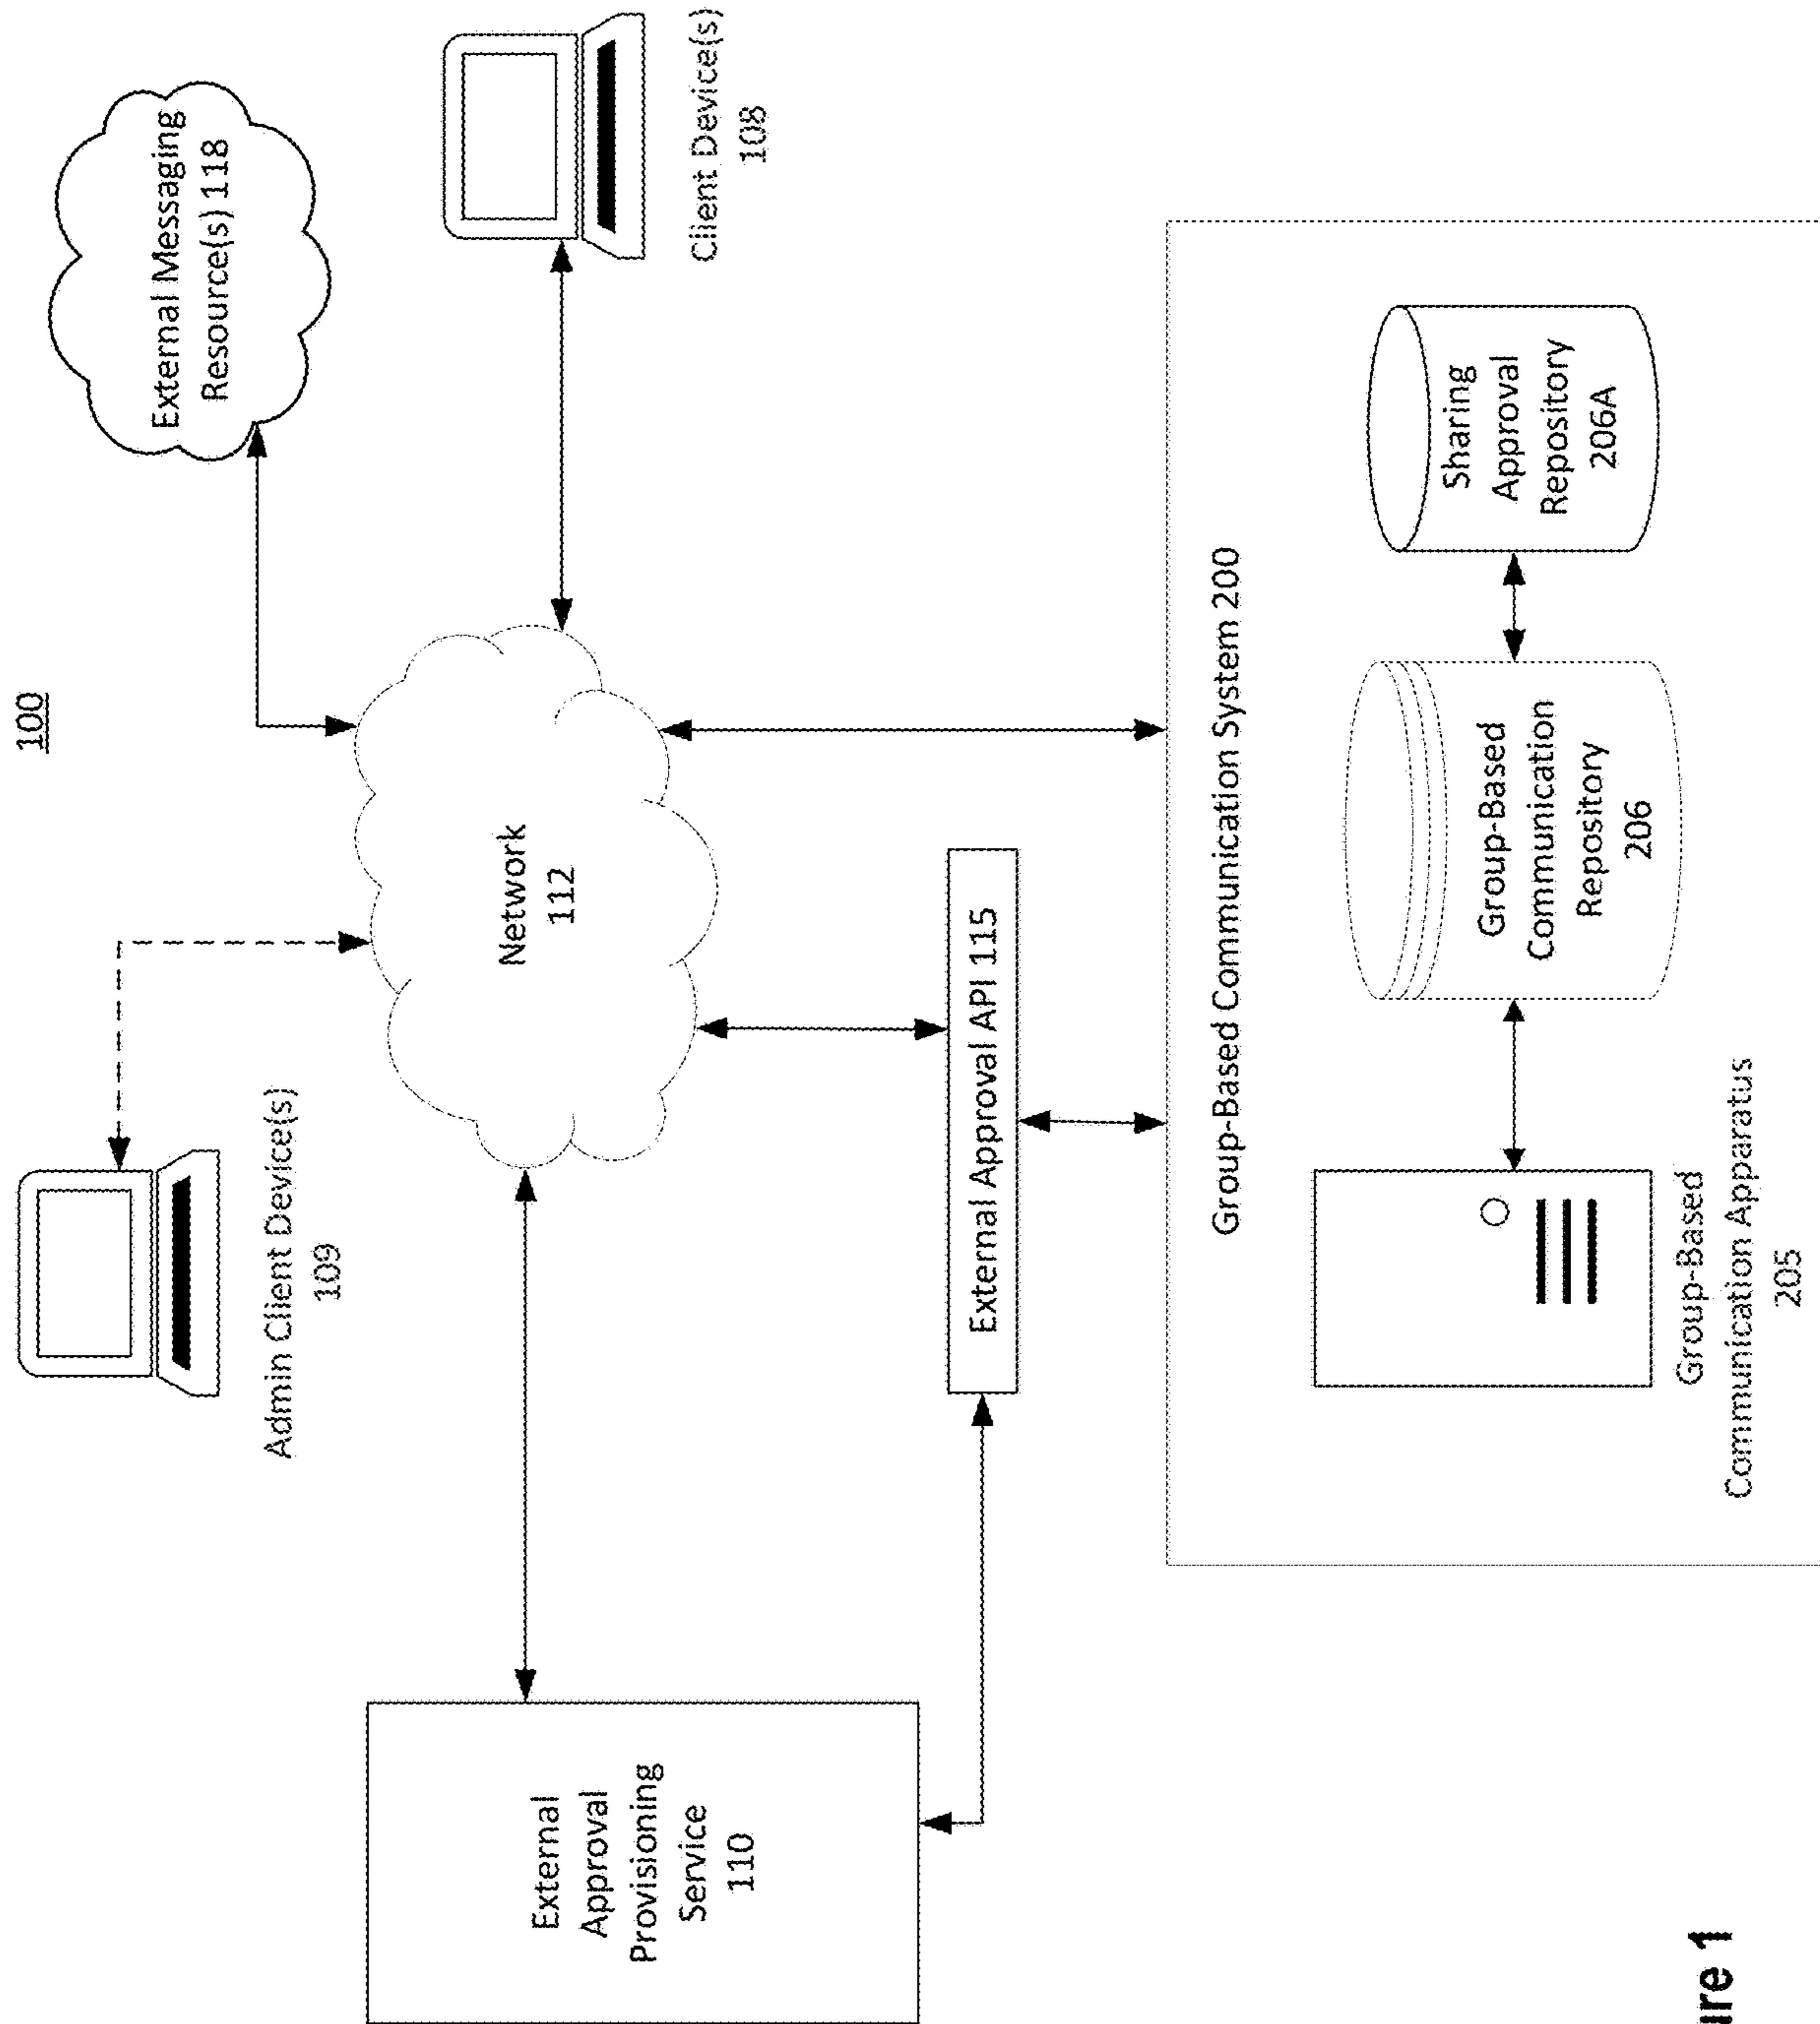 100
External Messaging
Resource(s) 118
Admin Client Device(s)
109
Network
112
Client Device(s)
108
External
Approval
Provisioning
Service
110
External Approval API 115
Group-Based Communication System 200
Group-Based
Communication Apparatus
205
Group-Based
Communication
Repository
206
Sharing
Approval
Repository
206A
ure 1